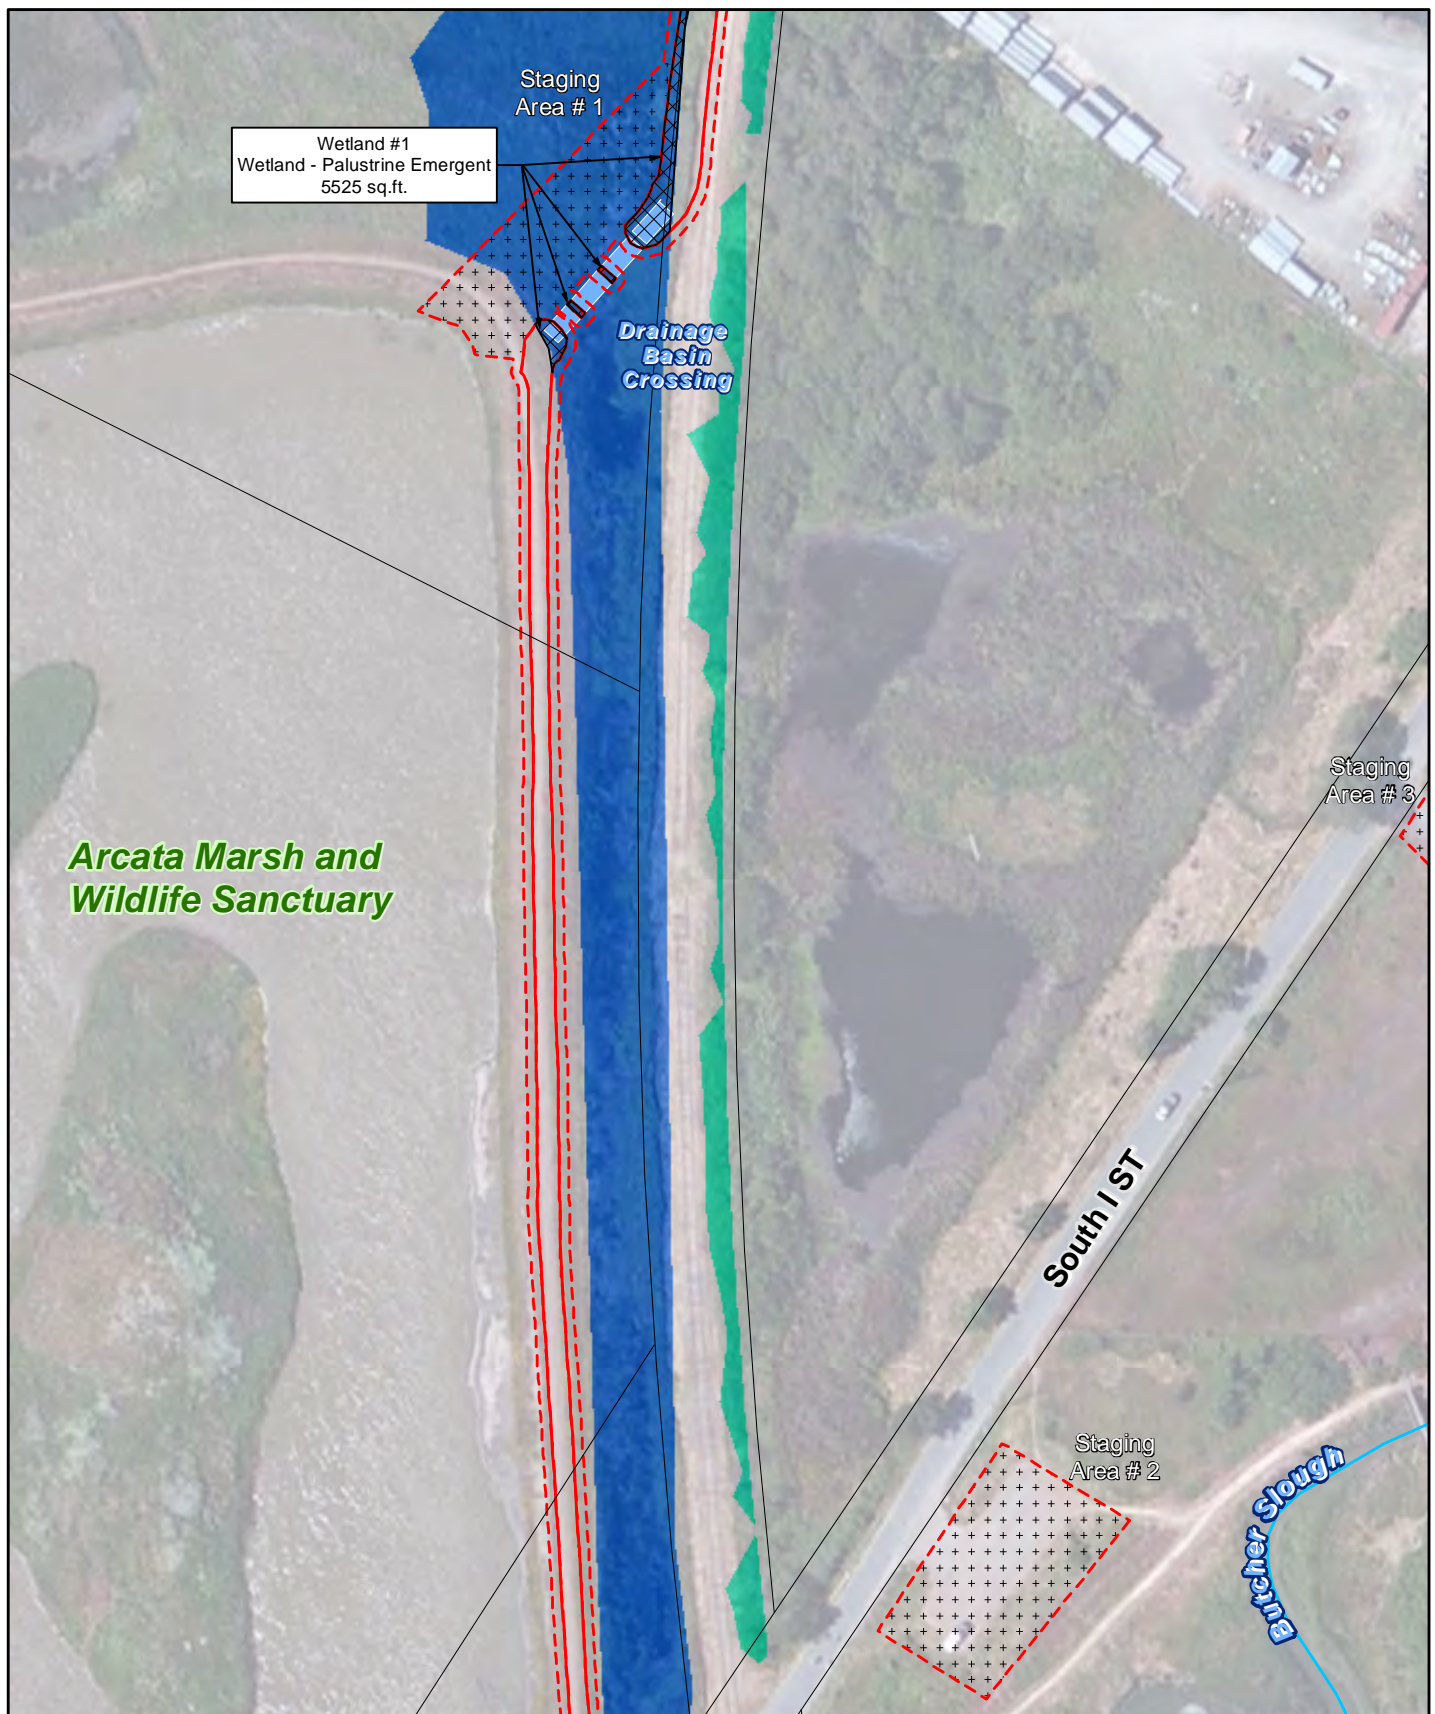 Staging
Area # 1
Wetland #1
Wetland - Palustrine Emergent
5525 sq.ft.
Drainage
Basin
Crossing
Staging
Area # 3
Arcata Marsh and
Wildlife Sanctuary
South I ST
Staging
Area # 2
Butcher Slough